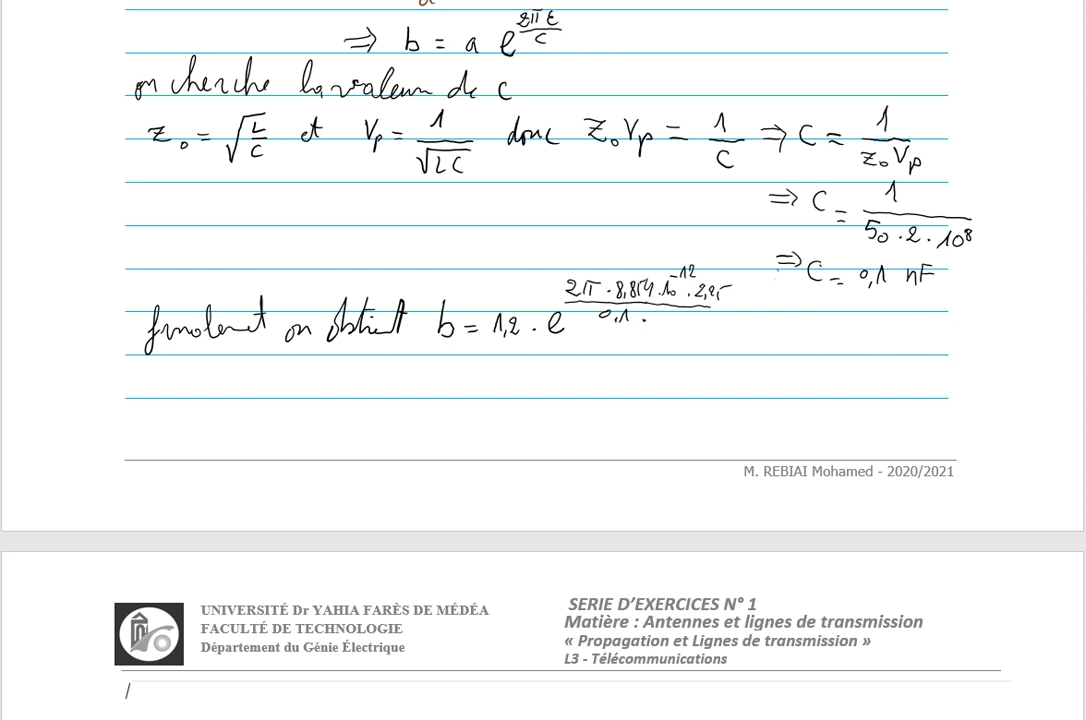 ⇒ b = a e^(2πε/C)
on cherche la valeur de c
Z₀ = √(L/C) et Vp = 1/√(LC) donc Z₀Vp = 1/C ⇒ C = 1/(Z₀Vp)
⇒ C = 1/(50 . 2 . 10⁸)
⇒ C = 0,1 nF
finalement on obtient b = 1,2 . e^(2π . 8,854 . 10⁻¹² . 2,25 / 0,1 .)
M. REBIAI Mohamed - 2020/2021
UNIVERSITÉ Dr YAHIA FARÈS DE MÉDÉA
FACULTÉ DE TECHNOLOGIE
Département du Génie Électrique
SERIE D'EXERCICES N° 1
Matière : Antennes et lignes de transmission
« Propagation et Lignes de transmission »
L3 - Télécommunications
/